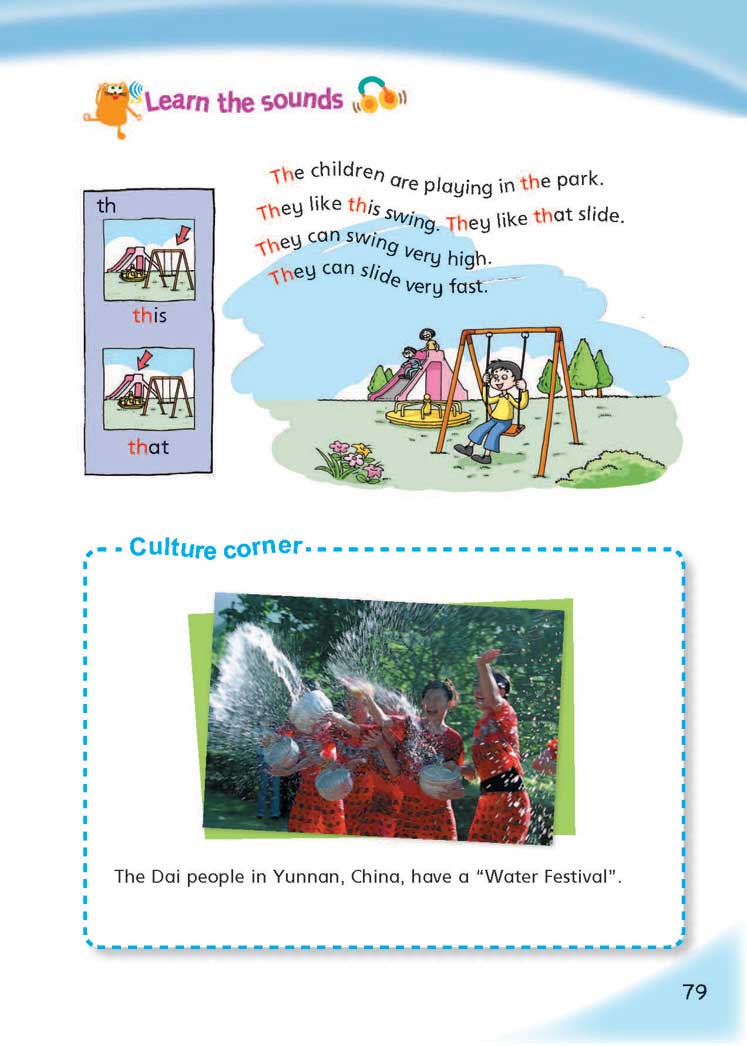 Learn the sounds
The children are playing in the park.
They like this swing. They like that slide.
They can swing very high.
They can slide very fast.
th
this
that
Culture corner
The Dai people in Yunnan, China, have a “Water Festival”.
79